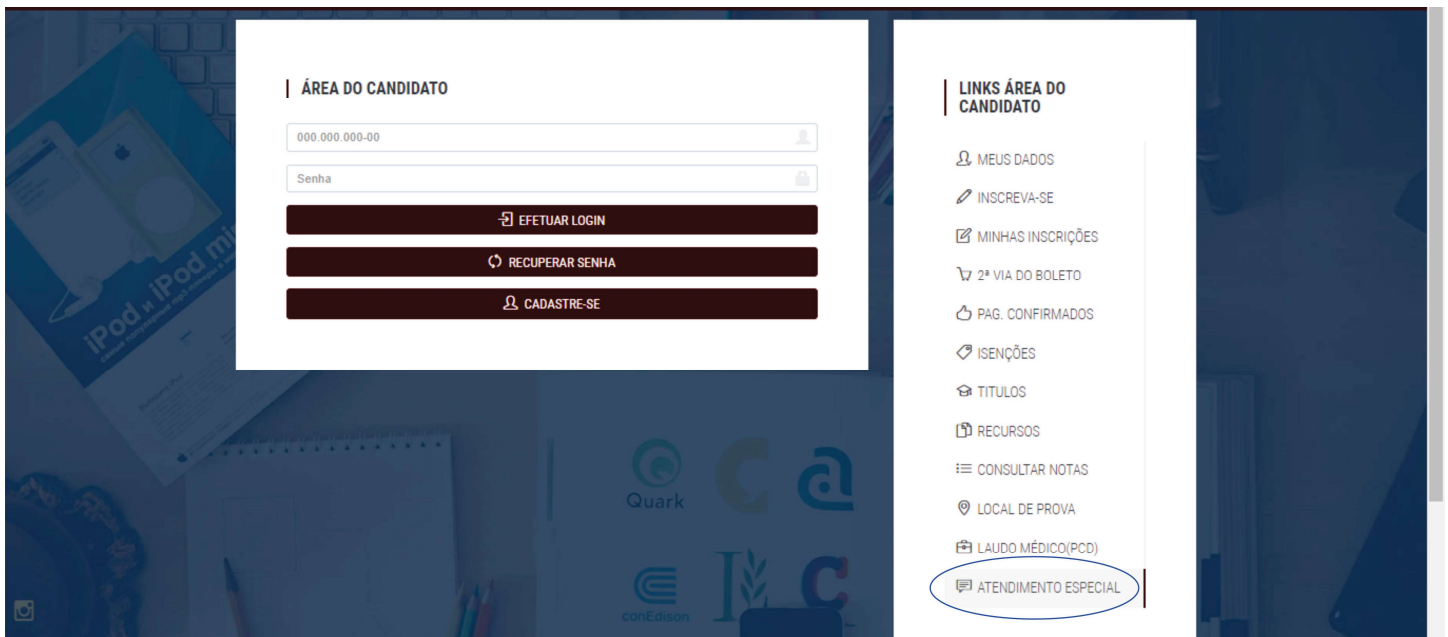 ÁREA DO CANDIDATO
000.000.000-00
Senha
EFETUAR LOGIN
RECUPERAR SENHA
CADASTRE-SE
LINKS ÁREA DO
CANDIDATO
MEUS DADOS
INSCREVA-SE
MINHAS INSCRIÇÕES
2ª VIA DO BOLETO
PAG. CONFIRMADOS
ISENÇÕES
TITULOS
RECURSOS
CONSULTAR NOTAS
LOCAL DE PROVA
LAUDO MÉDICO(PCD)
ATENDIMENTO ESPECIAL
iPod и iPod mini
Quark
conEdison